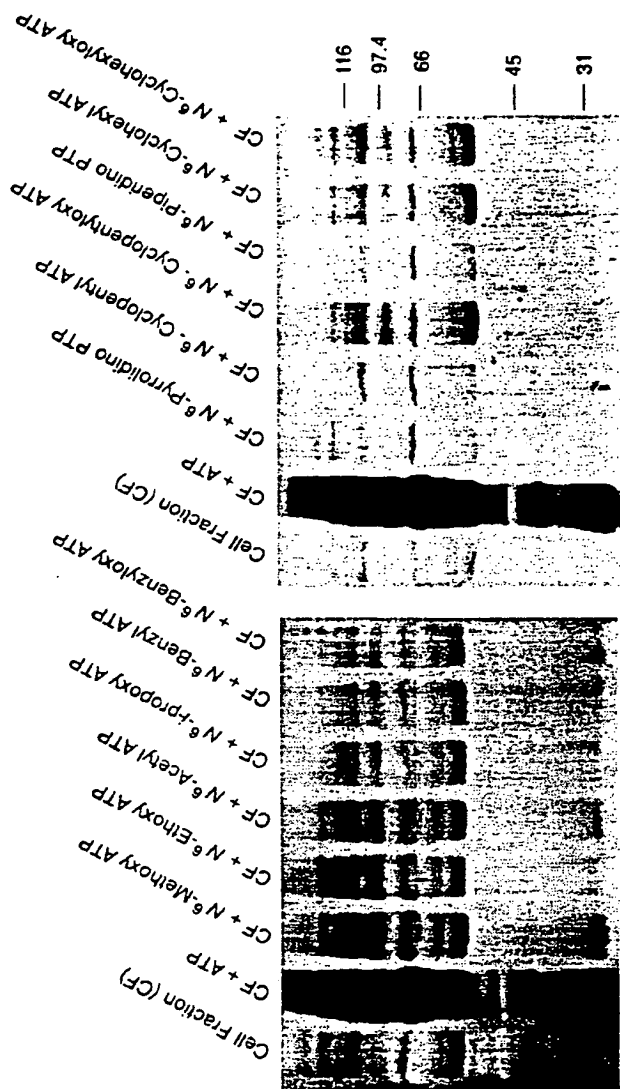 Cell Fraction (CF)
CF + ATP
CF + N⁶-Methoxy ATP
CF + N⁶-Ethoxy ATP
CF + N⁶-Acetyl ATP
CF + N⁶-i-propoxy ATP
CF + N⁶-Benzyl ATP
CF + N⁶-Benzyloxy ATP
Cell Fraction (CF)
CF + ATP
CF + N⁶-Pyrrolidino PTP
CF + N⁶-Cyclopentyl ATP
CF + N⁶-Cyclopentyloxy ATP
CF + N⁶-Piperidino PTP
CF + N⁶-Cyclohexyl ATP
CF + N⁶-Cyclohexyloxy ATP
— 116
— 97.4
— 66
— 45
— 31